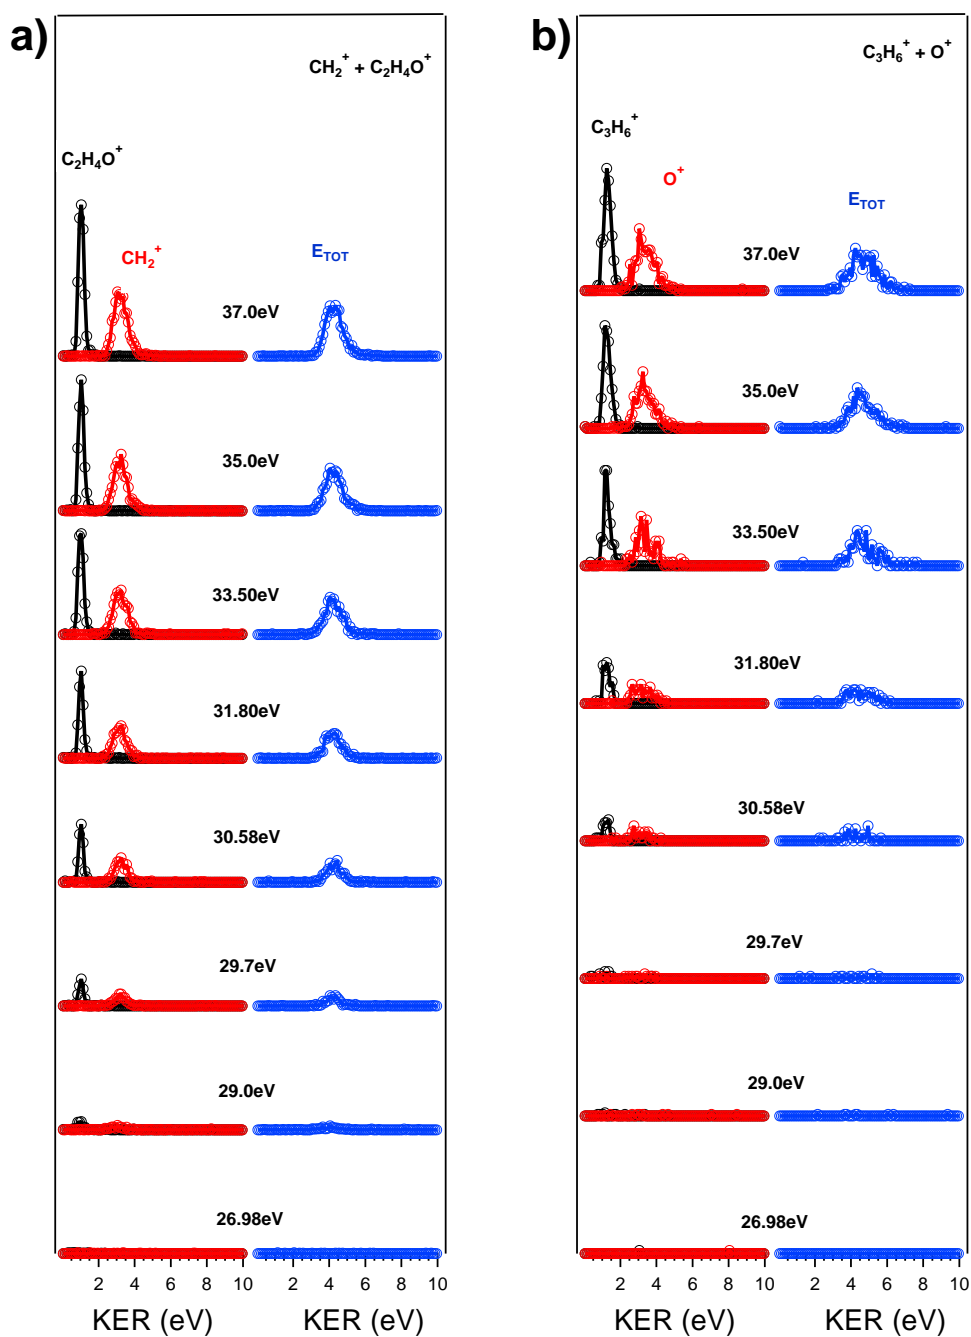 a)
CH₂⁺ + C₂H₄O⁺
C₂H₄O⁺
CH₂⁺
E_TOT
37.0eV
35.0eV
33.50eV
31.80eV
30.58eV
29.7eV
29.0eV
26.98eV
2 4 6 8 10 2 4 6 8 10
KER (eV) KER (eV)
b)
C₃H₆⁺ + O⁺
C₃H₆⁺
O⁺
E_TOT
37.0eV
35.0eV
33.50eV
31.80eV
30.58eV
29.7eV
29.0eV
26.98eV
2 4 6 8 10 2 4 6 8 10
KER (eV) KER (eV)